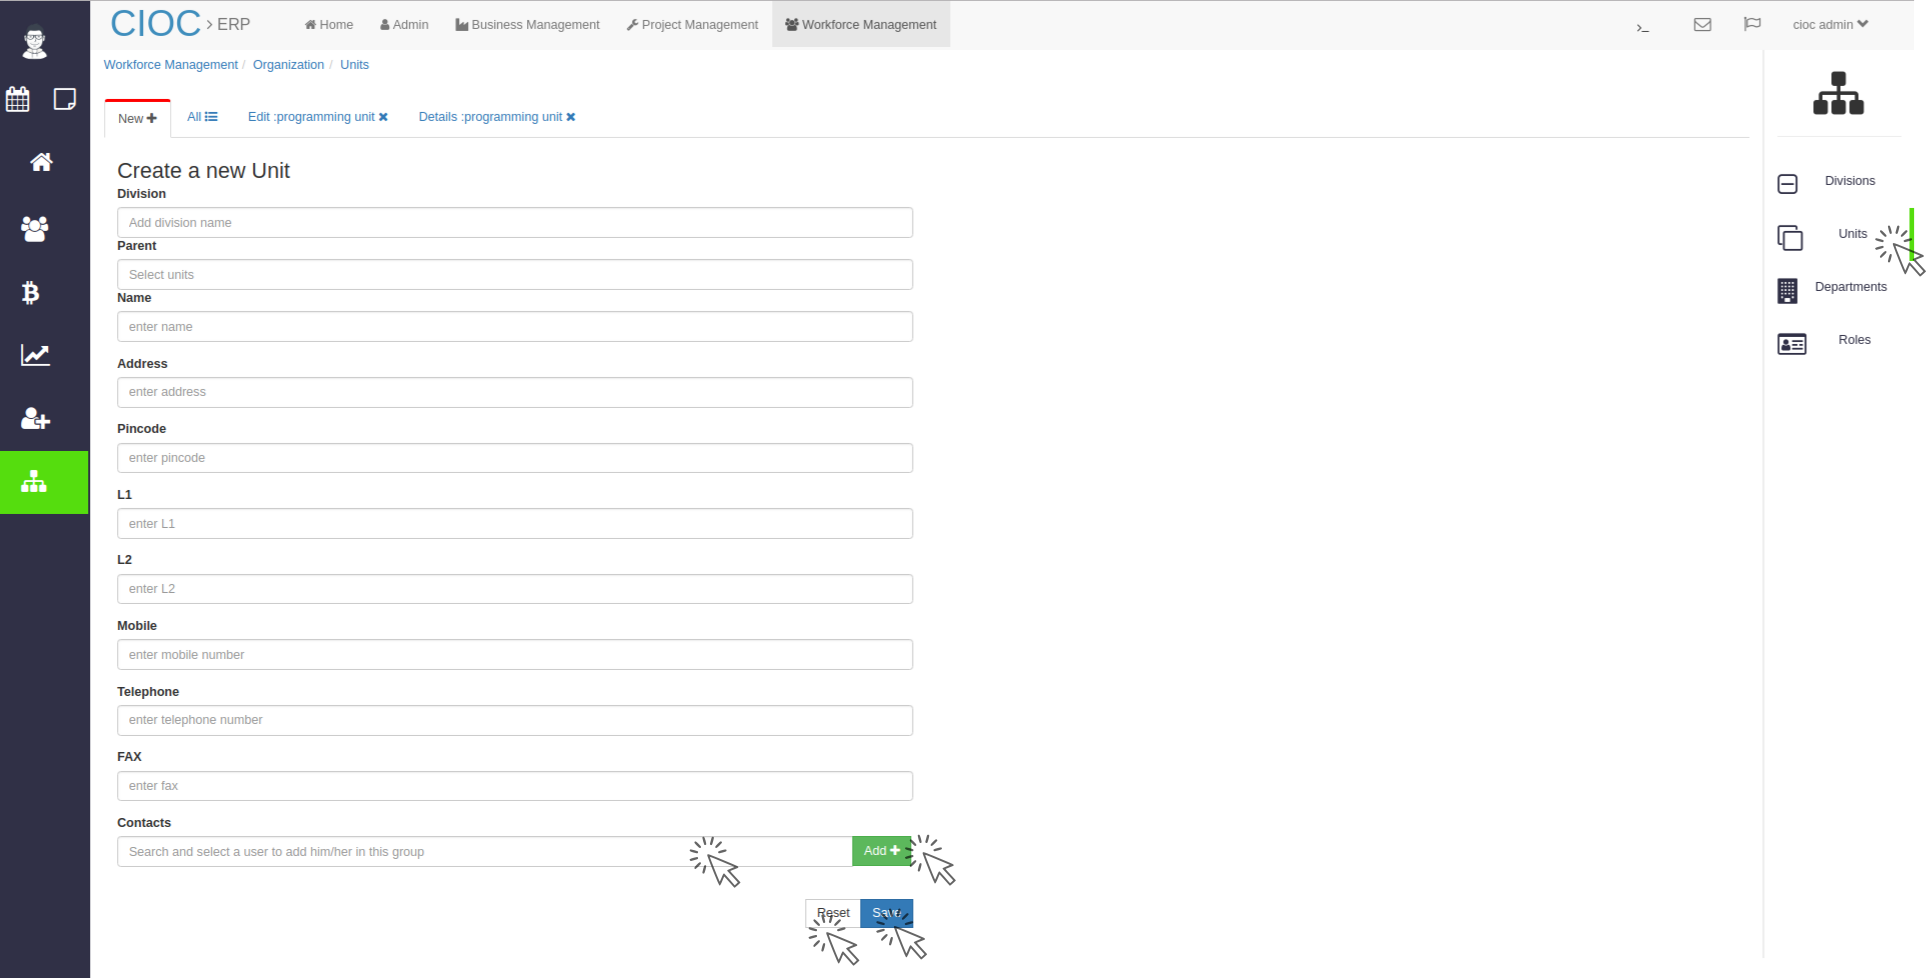 CIOC > ERP Home Admin Business Management Project Management Workforce Management >_ cioc admin
Workforce Management / Organization / Units
New All Edit :programming unit Details :programming unit
Create a new Unit
Division
Add division name
Parent
Select units
Name
enter name
Address
enter address
Pincode
enter pincode
L1
enter L1
L2
enter L2
Mobile
enter mobile number
Telephone
enter telephone number
FAX
enter fax
Contacts
Search and select a user to add him/her in this group Add
Reset Save
Divisions
Units
Departments
Roles